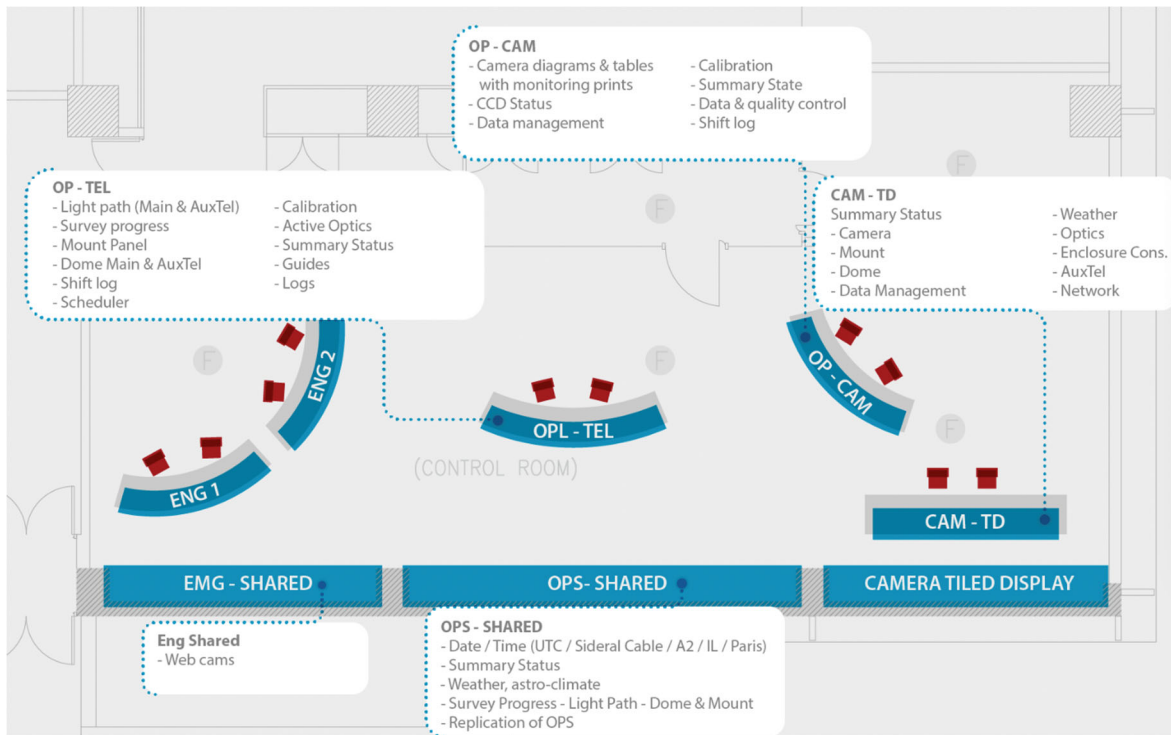 OP - CAM
- Camera diagrams & tables
with monitoring prints
- CCD Status
- Data management
- Calibration
- Summary State
- Data & quality control
- Shift log
OP - TEL
- Light path (Main & AuxTel)
- Survey progress
- Mount Panel
- Dome Main & AuxTel
- Shift log
- Scheduler
- Calibration
- Active Optics
- Summary Status
- Guides
- Logs
CAM - TD
Summary Status
- Camera
- Mount
- Dome
- Data Management
- Weather
- Optics
- Enclosure Cons.
- AuxTel
- Network
F
F
F
F
F
ENG 2
ENG 1
OPL - TEL
OP - CAM
(CONTROL ROOM)
CAM - TD
EMG - SHARED
OPS- SHARED
CAMERA TILED DISPLAY
Eng Shared
- Web cams
OPS - SHARED
- Date / Time (UTC / Sideral Cable / A2 / IL / Paris)
- Summary Status
- Weather, astro-climate
- Survey Progress - Light Path - Dome & Mount
- Replication of OPS